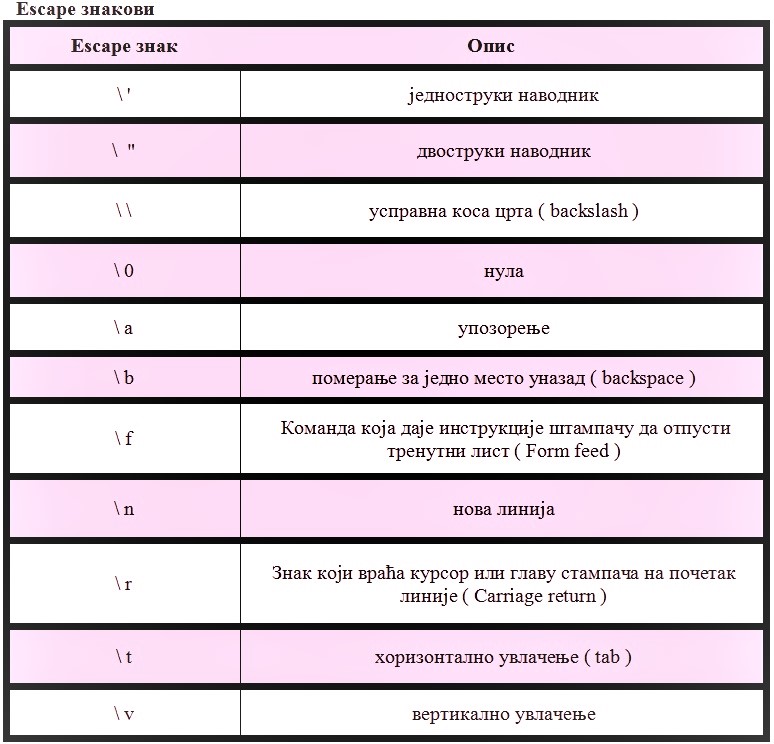 Escape знакови
Escape знак Опис
\ ' једноструки наводник
\ " двоструки наводник
\ \ усправна коса црта ( backslash )
\ 0 нула
\ a упозорење
\ b померање за једно место уназад ( backspace )
\ f Команда која даје инструкције штампачу да отпусти
тренутни лист ( Form feed )
\ n нова линија
\ r Знак који враћа курсор или главу стампача на почетак
линије ( Carriage return )
\ t хоризонтално увлачење ( tab )
\ v вертикално увлачење